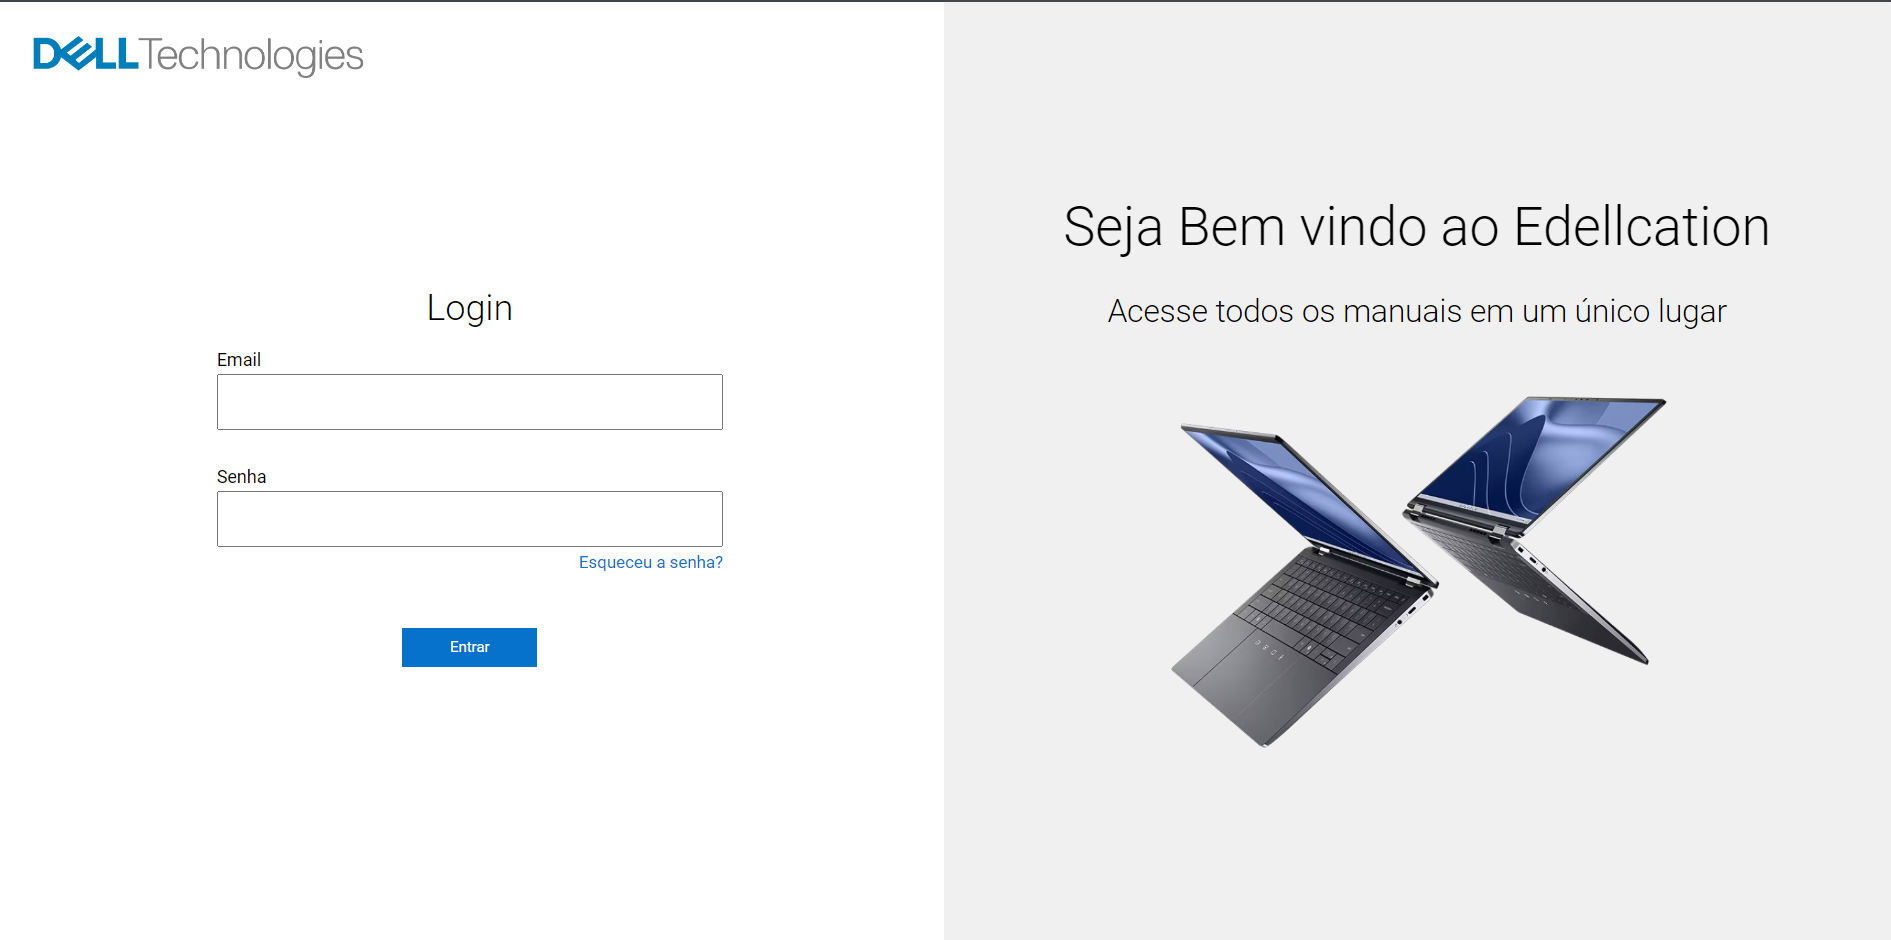 DELL Technologies
Login
Email
Senha
Esqueceu a senha?
Entrar
Seja Bem vindo ao Edellcation
Acesse todos os manuais em um único lugar